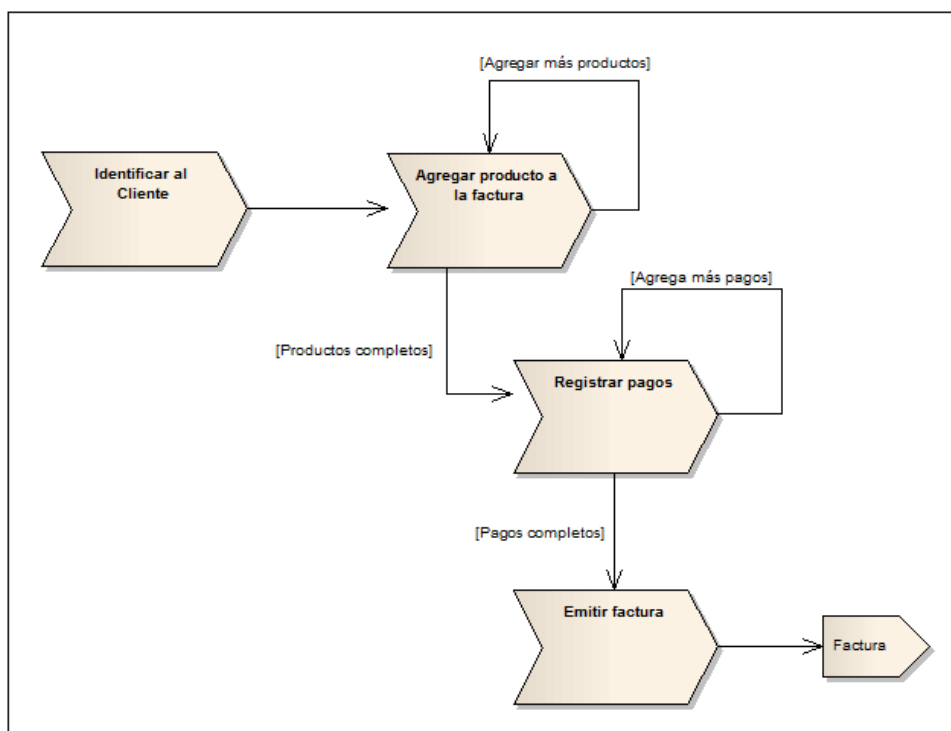 [Agregar más productos]
Identificar al
Cliente
Agregar producto a
la factura
[Agrega más pagos]
[Productos completos]
Registrar pagos
[Pagos completos]
Emitir factura
Factura